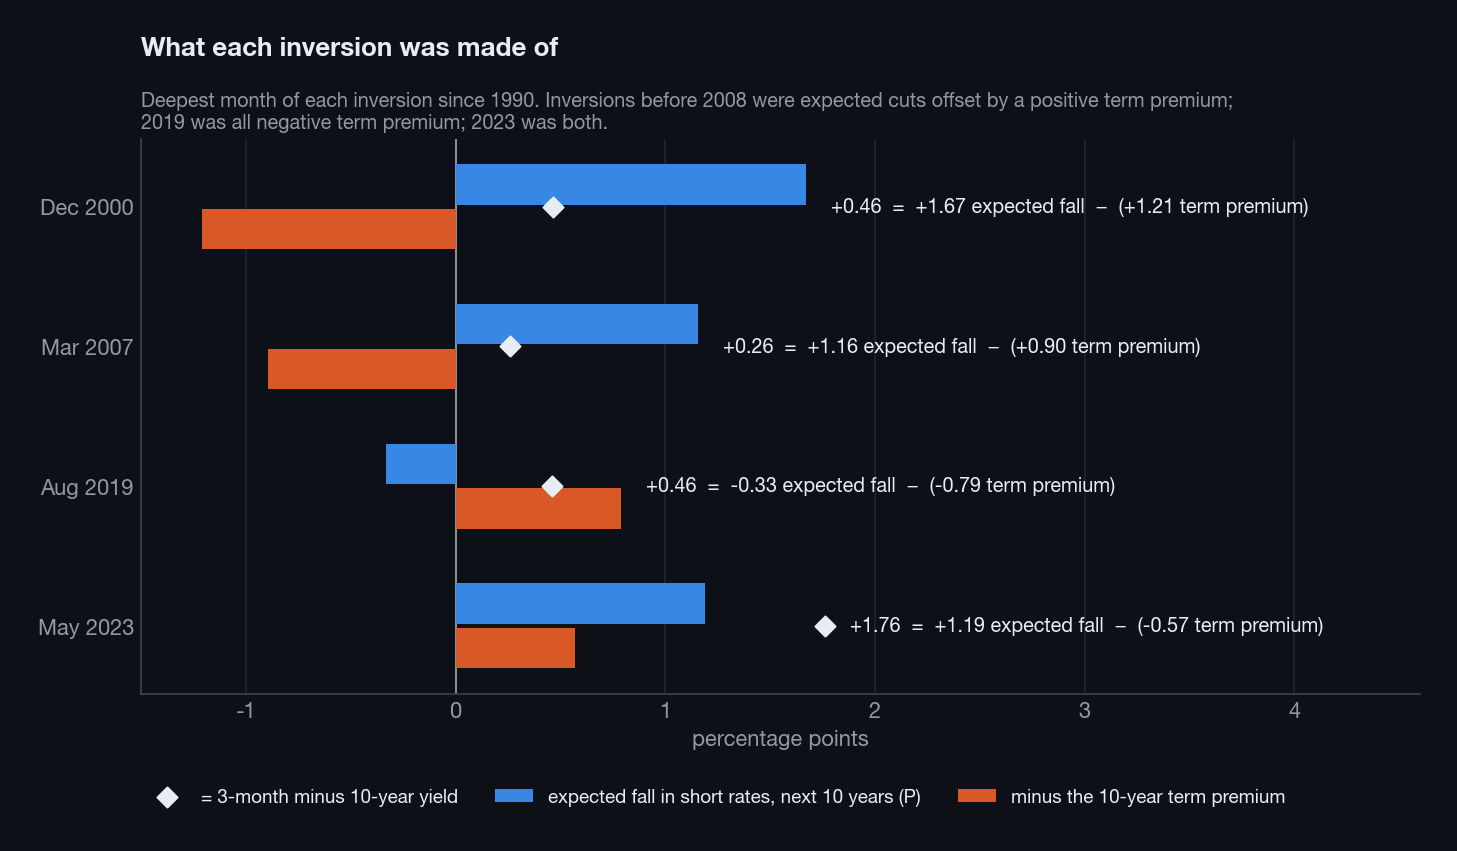 What each inversion was made of
Deepest month of each inversion since 1990. Inversions before 2008 were expected cuts offset by a positive term premium;
2019 was all negative term premium; 2023 was both.
Dec 2000
+0.46 = +1.67 expected fall – (+1.21 term premium)
Mar 2007
+0.26 = +1.16 expected fall – (+0.90 term premium)
Aug 2019
+0.46 = -0.33 expected fall – (-0.79 term premium)
May 2023
+1.76 = +1.19 expected fall – (-0.57 term premium)
-1 0 1 2 3 4
percentage points
= 3-month minus 10-year yield
expected fall in short rates, next 10 years (P)
minus the 10-year term premium